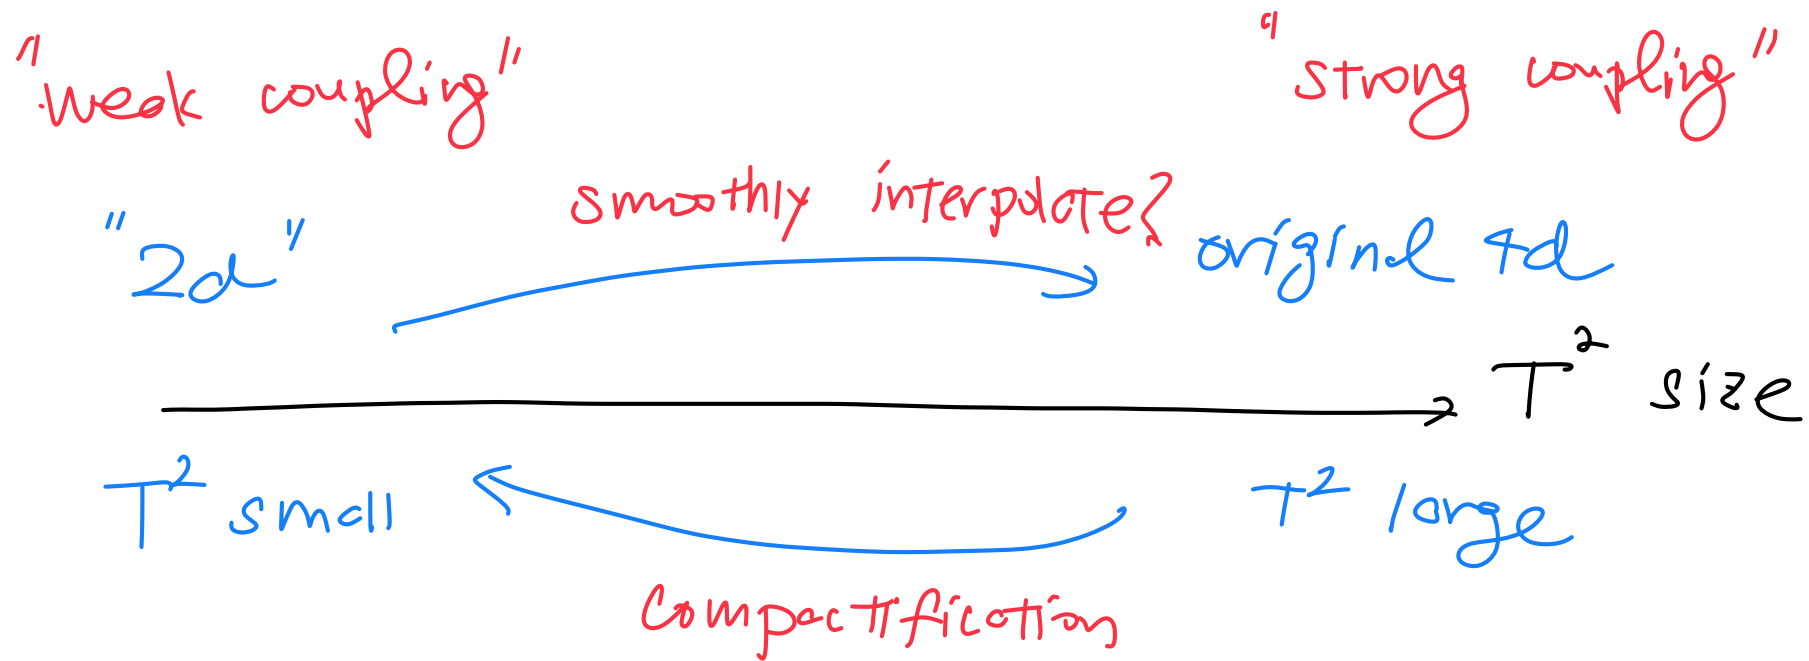 "weak coupling"
"strong coupling"
smoothly interpolate?
"2d"
original 4d
T² size
T² small
T² large
compactification